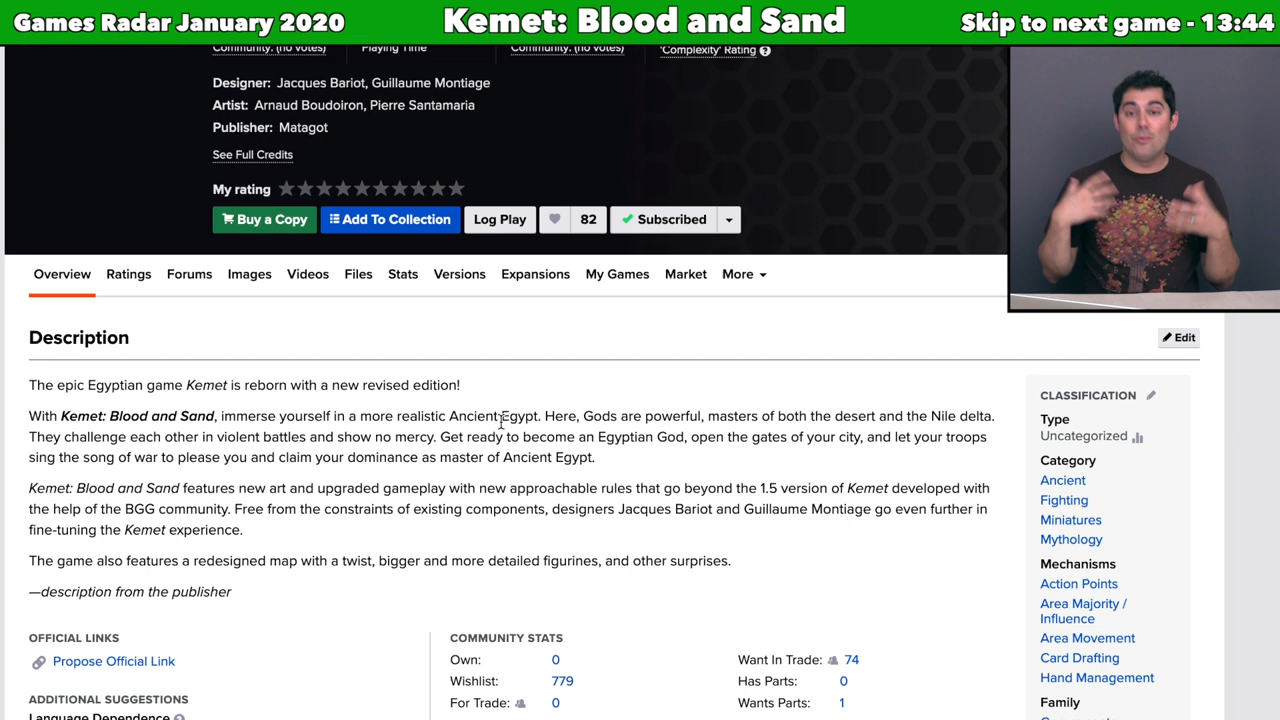 Games Radar January 2020
Kemet: Blood and Sand
Skip to next game - 13:44
Community: (no votes)
Playing Time
Community: (no votes)
'Complexity' Rating ?
Designer: Jacques Bariot, Guillaume Montiage
Artist: Arnaud Boudoiron, Pierre Santamaria
Publisher: Matagot
See Full Credits
My rating
Buy a Copy
Add To Collection
Log Play
82
Subscribed
Overview
Ratings
Forums
Images
Videos
Files
Stats
Versions
Expansions
My Games
Market
More
Description
Edit
The epic Egyptian game Kemet is reborn with a new revised edition!
With Kemet: Blood and Sand, immerse yourself in a more realistic Ancient Egypt. Here, Gods are powerful, masters of both the desert and the Nile delta.
They challenge each other in violent battles and show no mercy. Get ready to become an Egyptian God, open the gates of your city, and let your troops
sing the song of war to please you and claim your dominance as master of Ancient Egypt.
Kemet: Blood and Sand features new art and upgraded gameplay with new approachable rules that go beyond the 1.5 version of Kemet developed with
the help of the BGG community. Free from the constraints of existing components, designers Jacques Bariot and Guillaume Montiage go even further in
fine-tuning the Kemet experience.
The game also features a redesigned map with a twist, bigger and more detailed figurines, and other surprises.
—description from the publisher
CLASSIFICATION
Type
Uncategorized
Category
Ancient
Fighting
Miniatures
Mythology
Mechanisms
Action Points
Area Majority /
Influence
Area Movement
Card Drafting
Hand Management
Family
OFFICIAL LINKS
Propose Official Link
ADDITIONAL SUGGESTIONS
Language Dependence ?
COMMUNITY STATS
Own: 0
Wishlist: 779
For Trade: 0
Want In Trade: 74
Has Parts: 0
Wants Parts: 1